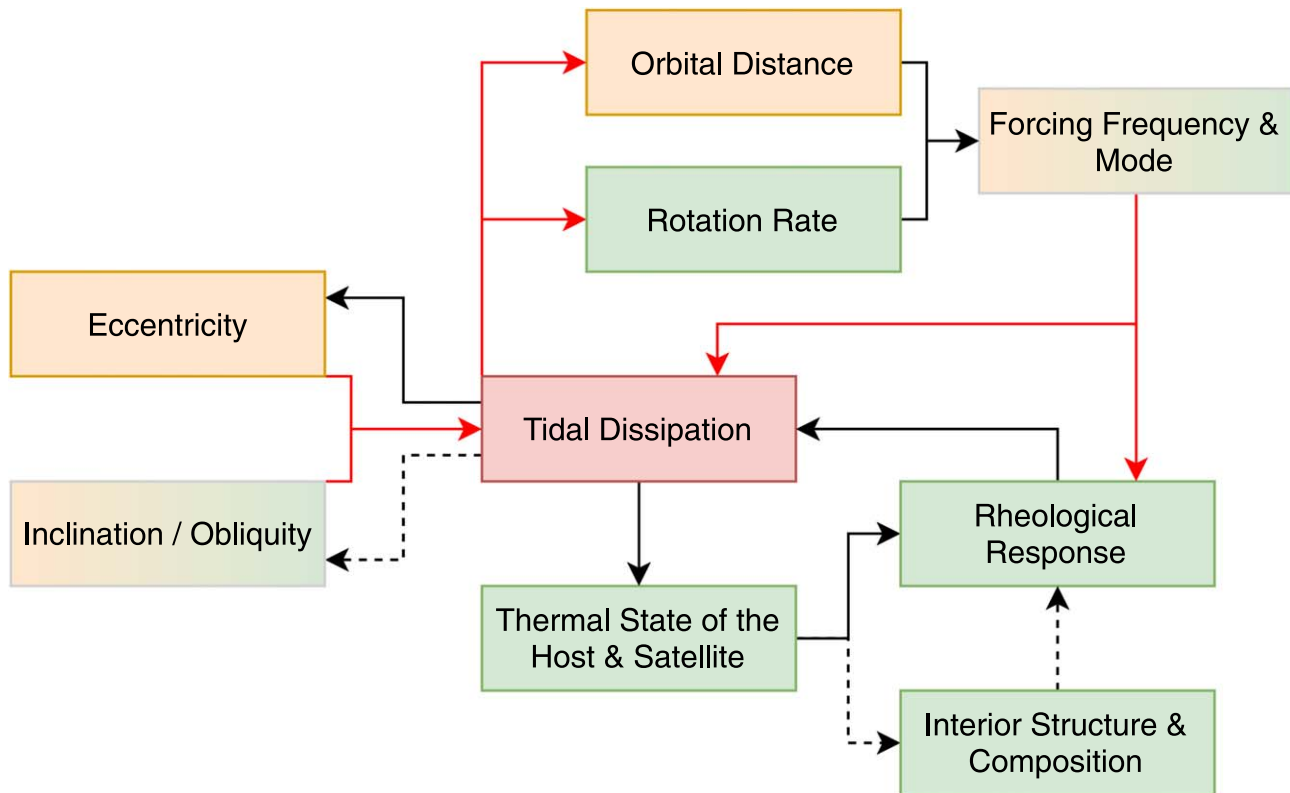 Orbital Distance
Forcing Frequency &
Mode
Rotation Rate
Eccentricity
Tidal Dissipation
Inclination / Obliquity
Rheological
Response
Thermal State of the
Host & Satellite
Interior Structure &
Composition